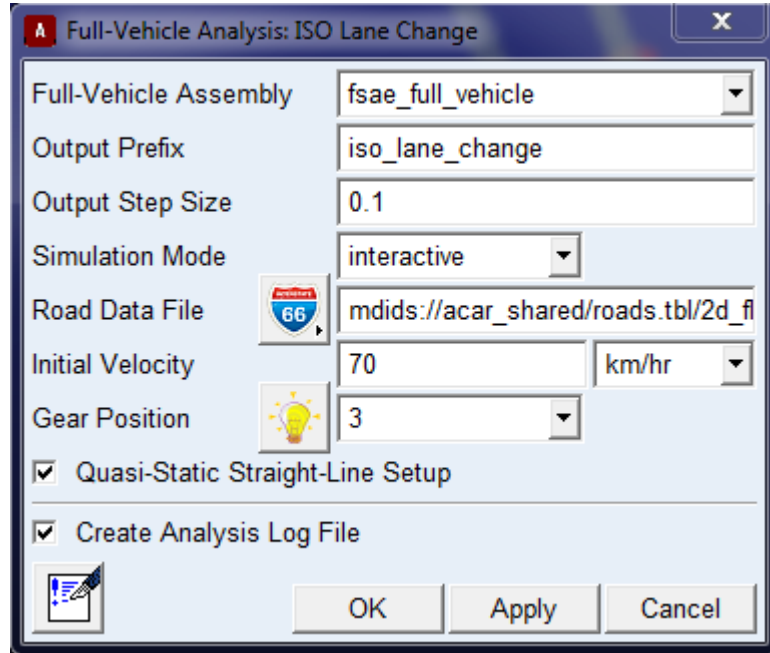 A Full-Vehicle Analysis: ISO Lane Change X
Full-Vehicle Assembly fsae_full_vehicle
Output Prefix iso_lane_change
Output Step Size 0.1
Simulation Mode interactive
Road Data File INTERSTATE 66 mdids://acar_shared/roads.tbl/2d_fl
Initial Velocity 70 km/hr
Gear Position 3
Quasi-Static Straight-Line Setup
Create Analysis Log File
OK Apply Cancel